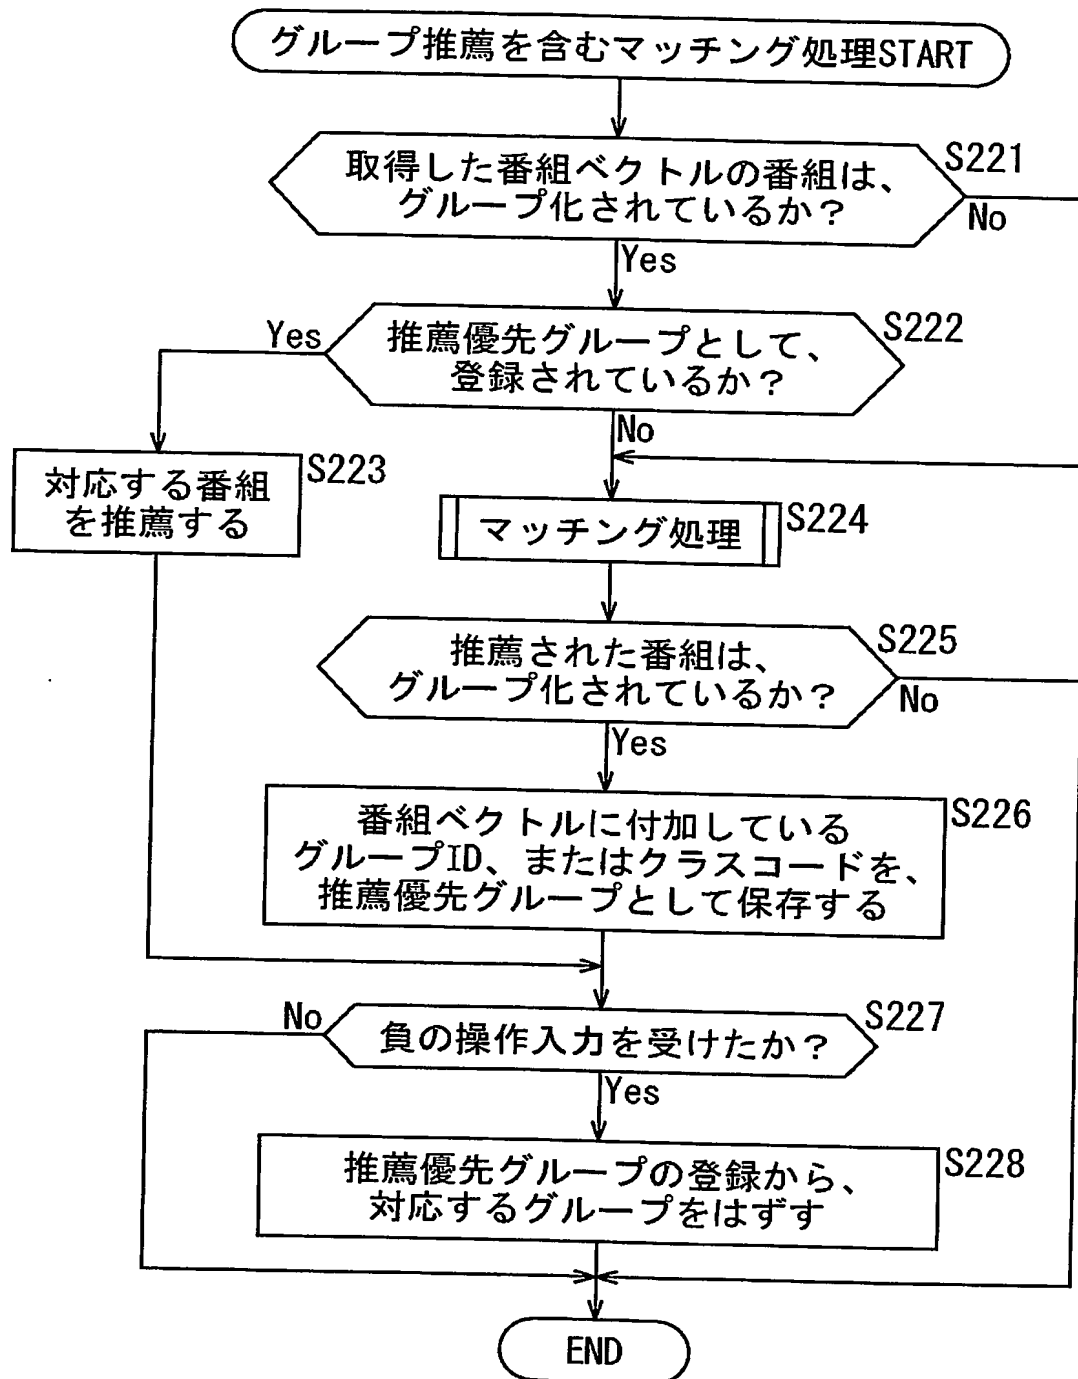 グループ推薦を含むマッチング処理START
取得した番組ベクトルの番組は、
グループ化されているか？
S221
No
Yes
推薦優先グループとして、
登録されているか？
S222
Yes
No
対応する番組
を推薦する
S223
マッチング処理
S224
推薦された番組は、
グループ化されているか？
S225
No
Yes
番組ベクトルに付加している
グループID、またはクラスコードを、
推薦優先グループとして保存する
S226
負の操作入力を受けたか？
S227
No
Yes
推薦優先グループの登録から、
対応するグループをはずす
S228
END